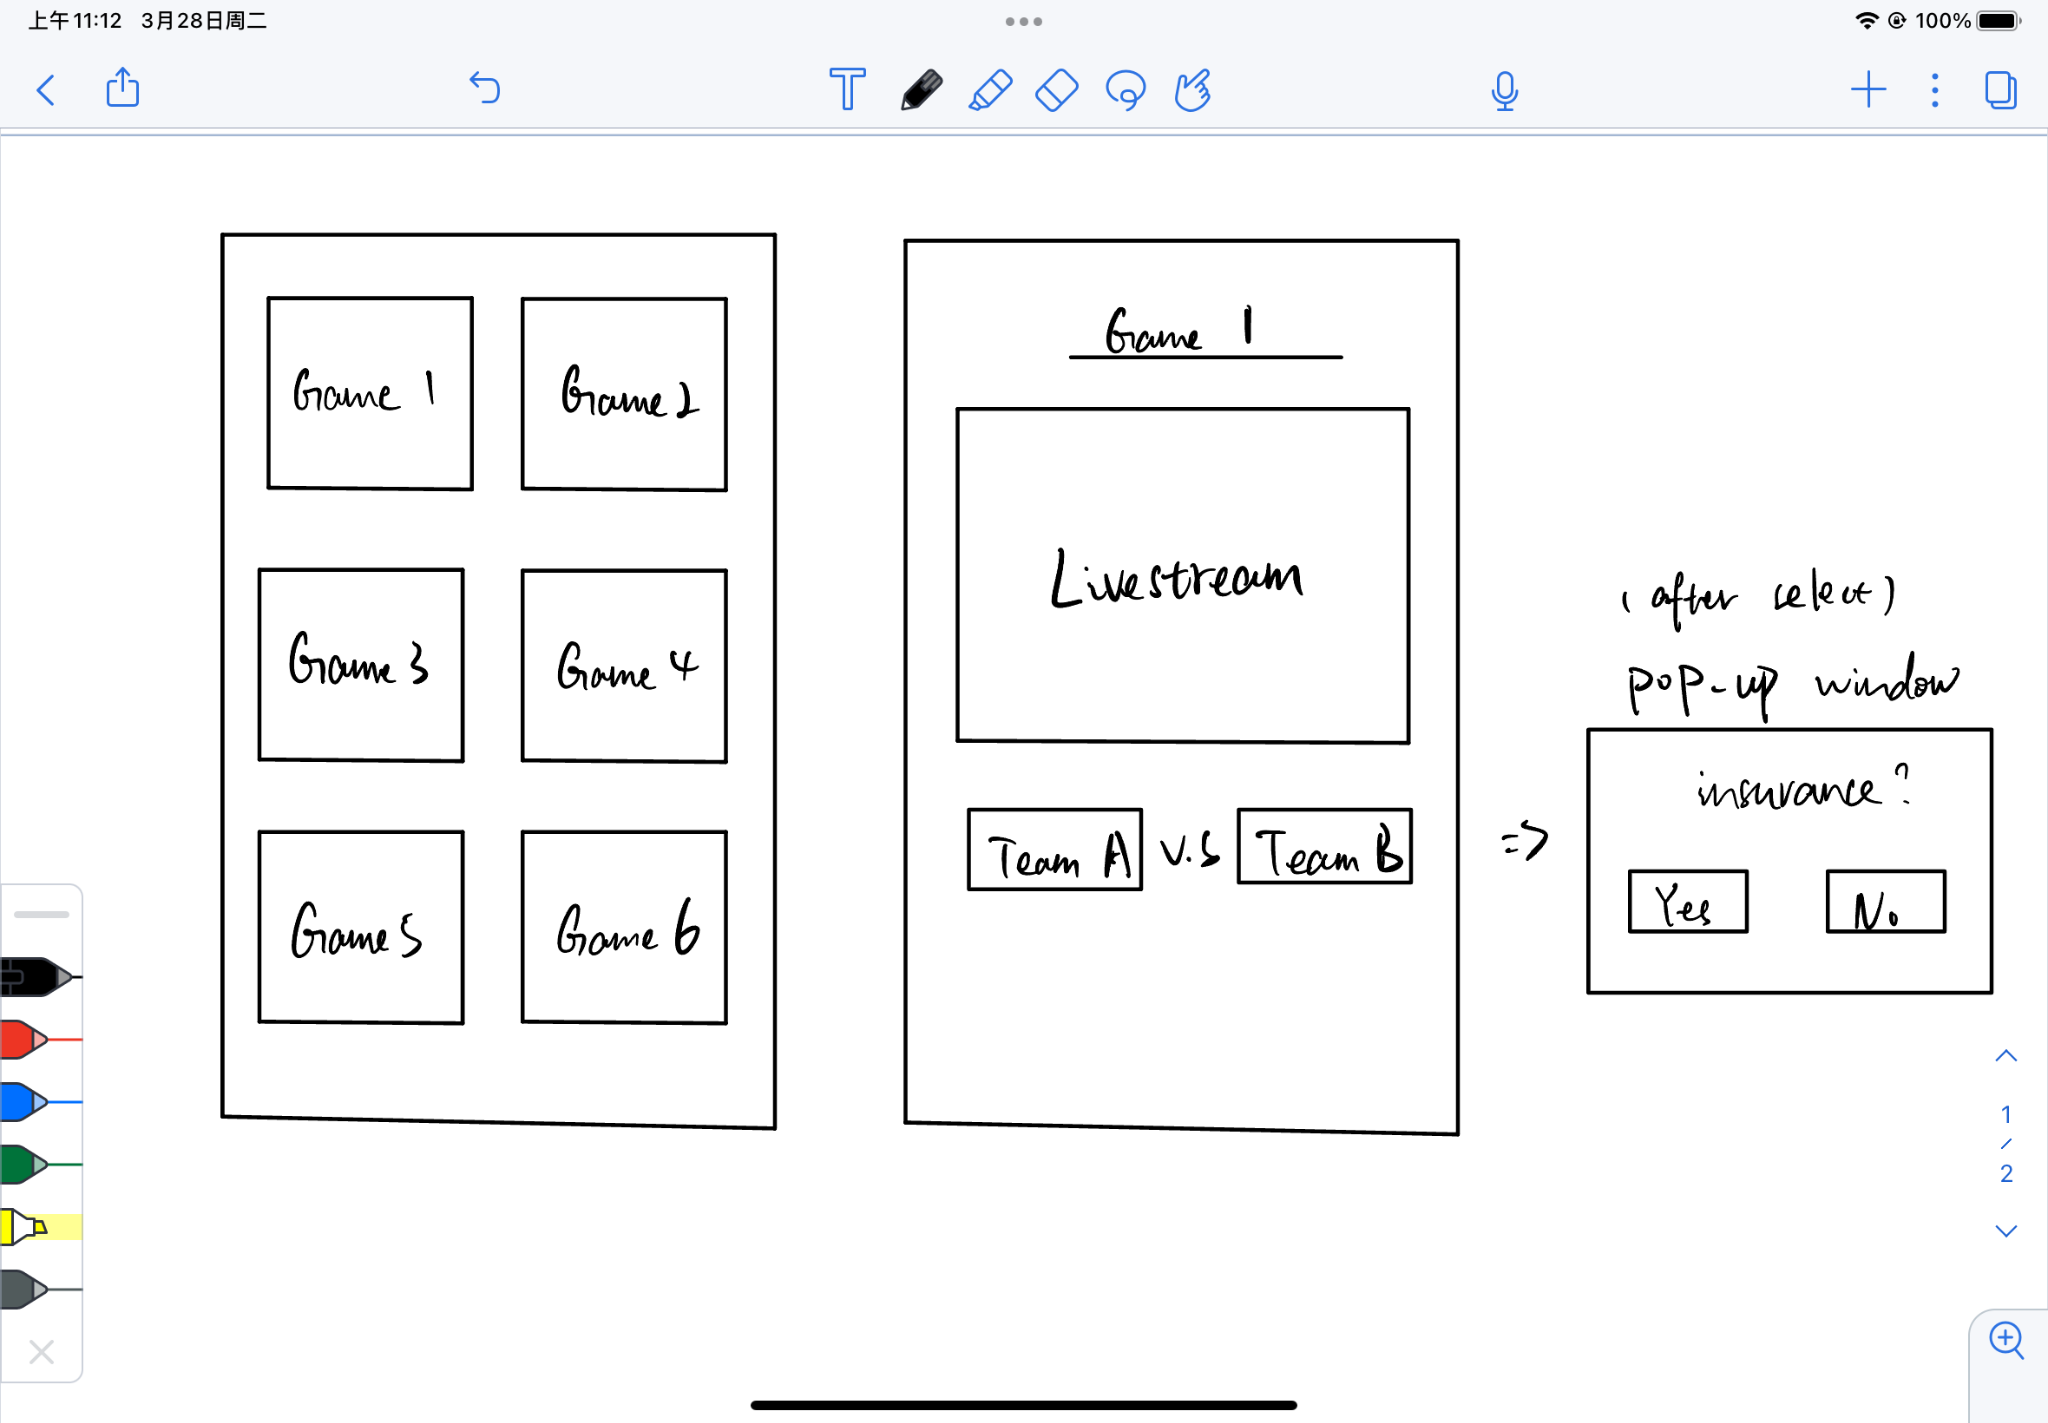 上午11:12 3月28日周二
100%
T
Game 1
Game 2
Game 3
Game 4
Game 5
Game 6
Game 1
Livestream
Team A v.s Team B
=>
(after select)
pop-up window
insurance?
Yes
No
1
/
2